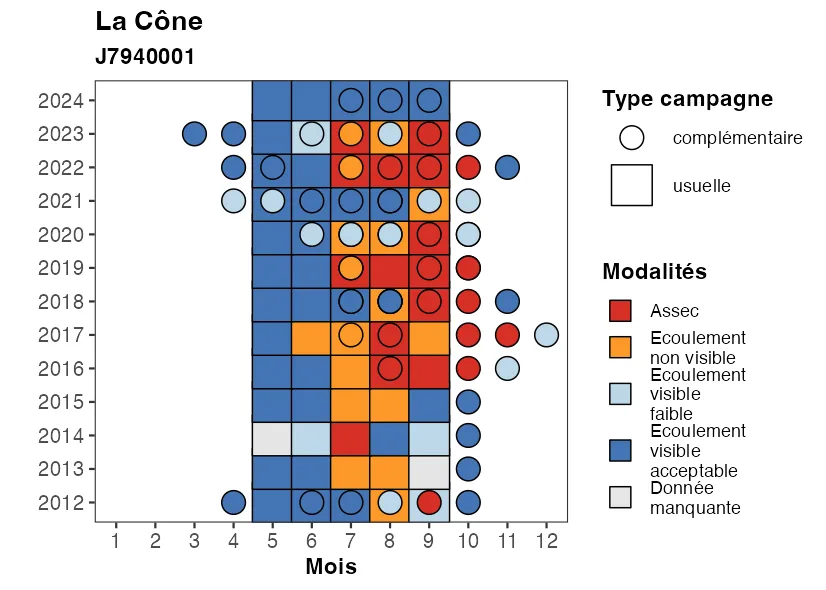 La Cône
J7940001
2024
2023
2022
2021
2020
2019
2018
2017
2016
2015
2014
2013
2012
1 2 3 4 5 6 7 8 9 10 11 12
Mois
Type campagne
complémentaire
usuelle
Modalités
Assec
Ecoulement
non visible
Ecoulement
visible
faible
Ecoulement
visible
acceptable
Donnée
manquante